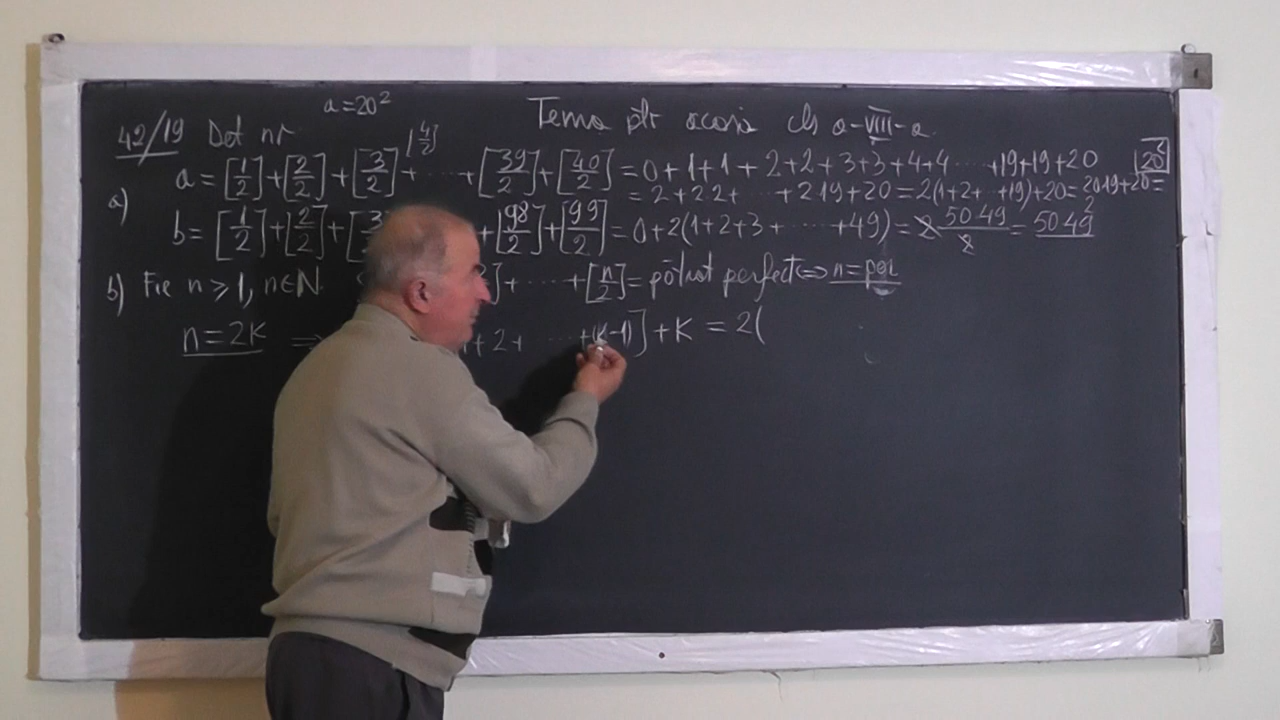 a=20²
Tema ptr acasă cls a-VIII-a
42/19 Det nr
[4/2]
a) a=[1/2]+[2/2]+[3/2]+·····+[39/2]+[40/2]=0+1+1+2+2+3+3+4+4·····+19+19+20 20²
=2+2·2+·····+2·19+20=2(1+2+··+19)+20=20·19+20=
b=[1/2]+[2/2]+[3 +[98/2]+[99/2]=0+2(1+2+3+·····+49)=2·50·49/2=50·49
b) Fie n≥1, n∈N ]+·····+[n/2]=pătrat perfect⇔n=par
n=2K ⇒ +2+·····+(K-1)]+K=2(